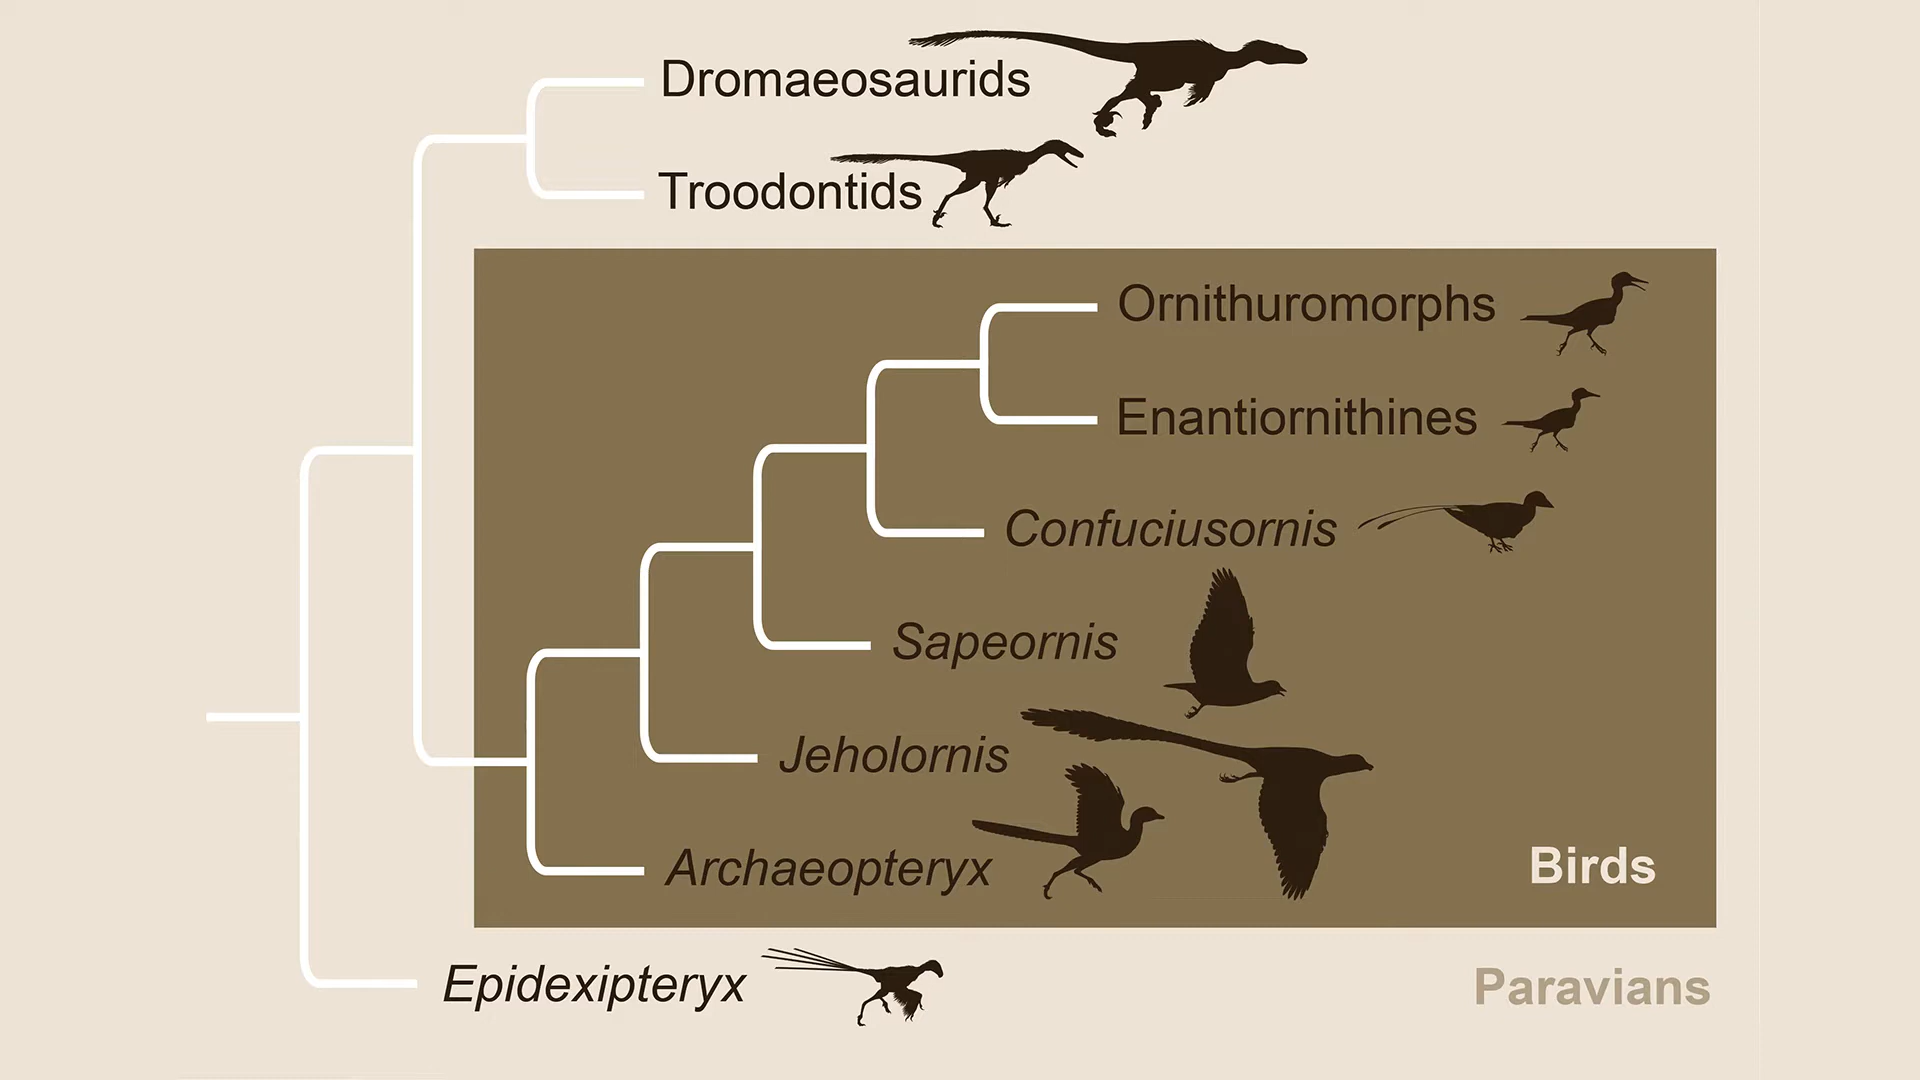 Dromaeosaurids
Troodontids
Ornithuromorphs
Enantiornithines
Confuciusornis
Sapeornis
Jeholornis
Archaeopteryx
Birds
Epidexipteryx
Paravians